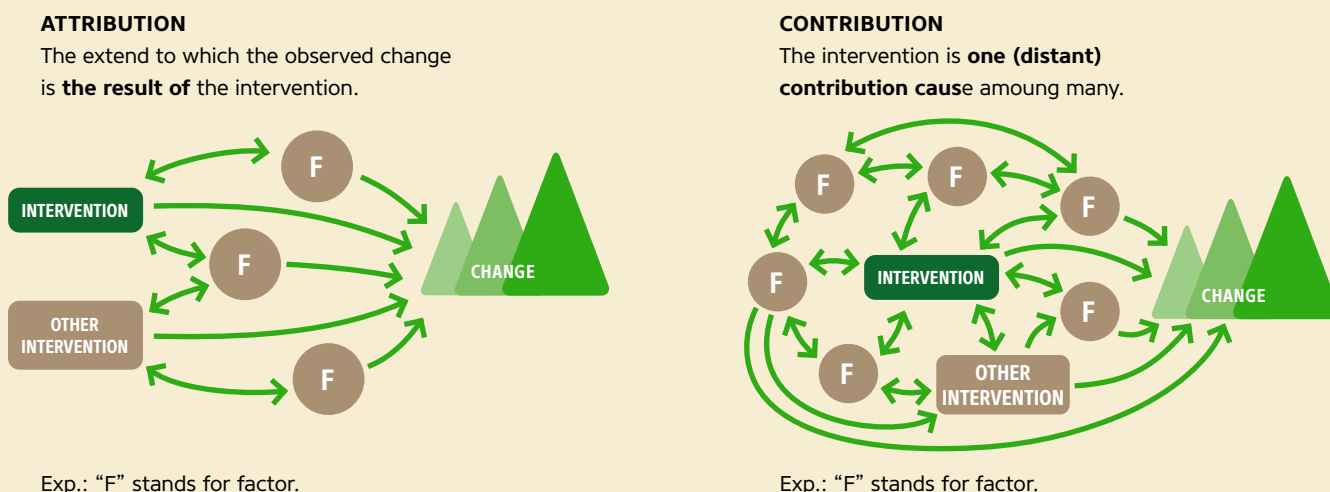 ATTRIBUTION
The extend to which the observed change
is the result of the intervention.
F
INTERVENTION
F
CHANGE
OTHER
INTERVENTION
F
Exp.: “F” stands for factor.
CONTRIBUTION
The intervention is one (distant)
contribution cause amoung many.
F
F
F
F
INTERVENTION
CHANGE
F
F
OTHER
INTERVENTION
Exp.: “F” stands for factor.